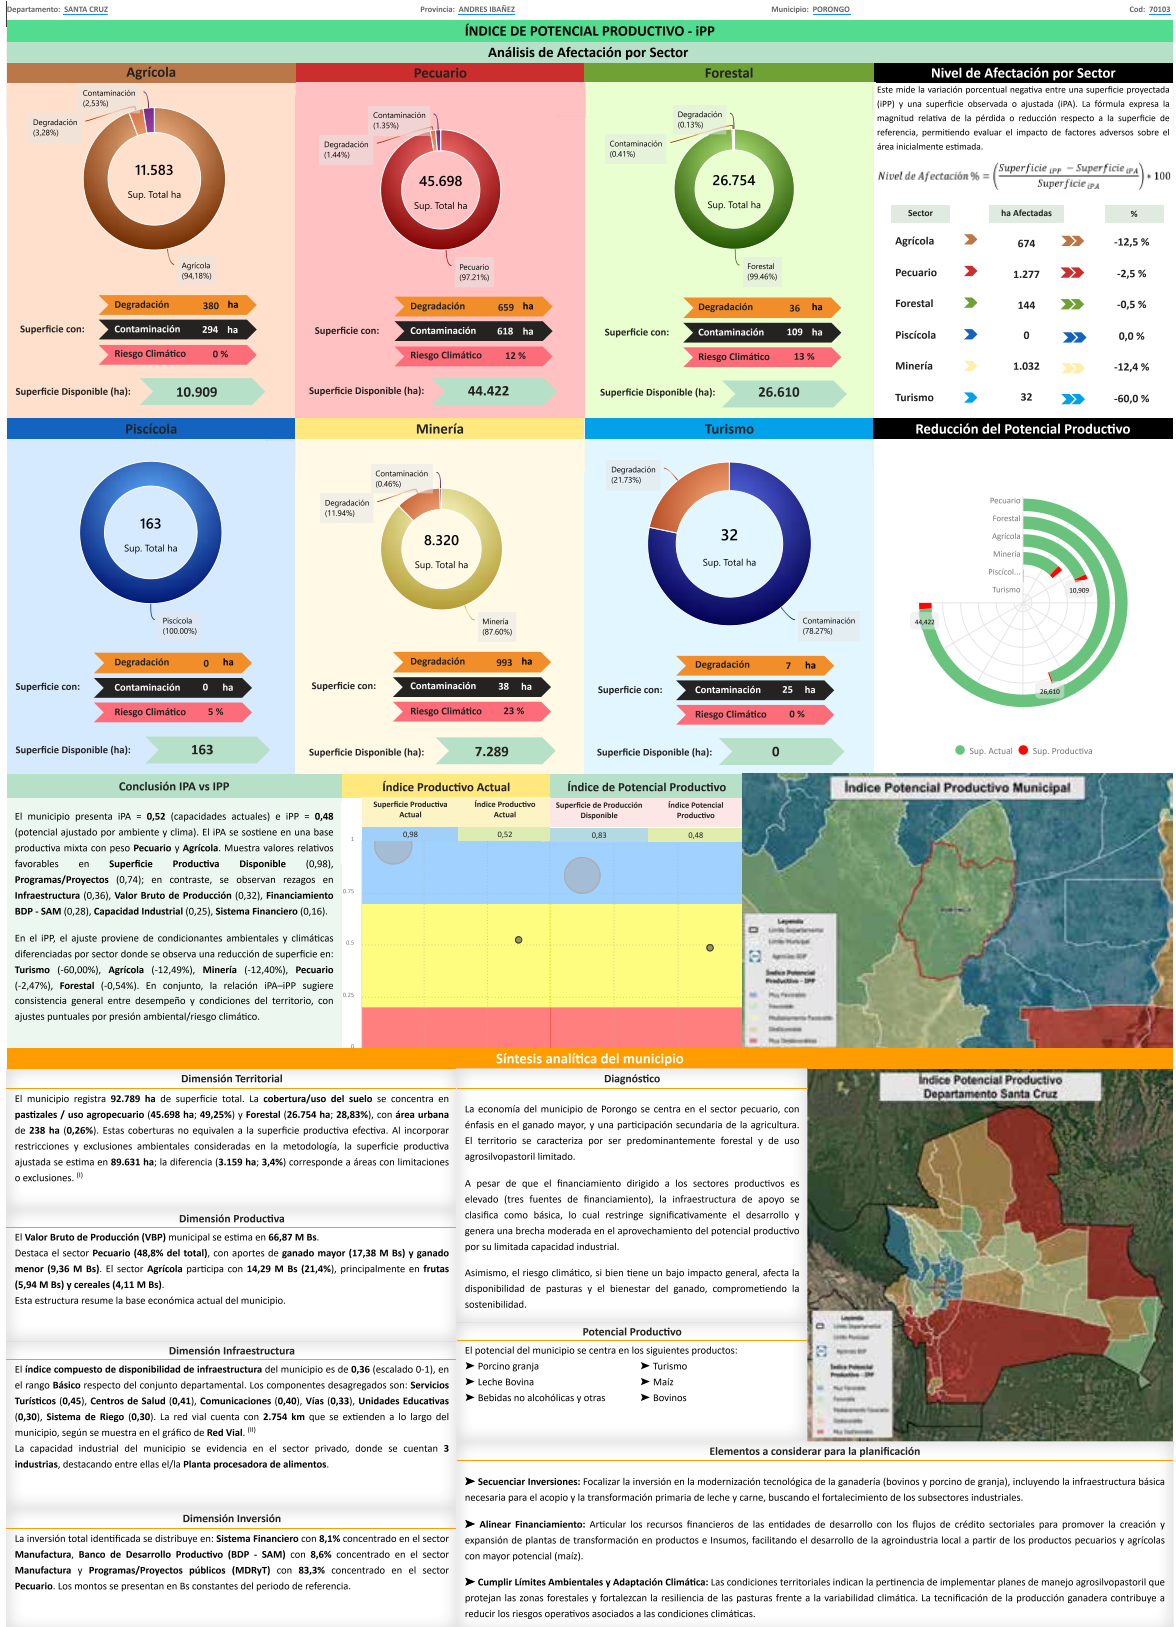 Departamento: SANTA CRUZ Provincia: ANDRES IBAÑEZ Municipio: PORONGO Cod: 70103
ÍNDICE DE POTENCIAL PRODUCTIVO - iPP
Análisis de Afectación por Sector
Agrícola
Contaminación
(2,53%)
Degradación
(3,28%)
11.583
Sup. Total ha
Agrícola
(94,18%)
Superficie con:
Degradación 380 ha
Contaminación 294 ha
Riesgo Climático 0 %
Superficie Disponible (ha): 10.909
Pecuario
Contaminación
(1.35%)
Degradación
(1.44%)
45.698
Sup. Total ha
Pecuario
(97.21%)
Superficie con:
Degradación 659 ha
Contaminación 618 ha
Riesgo Climático 12 %
Superficie Disponible (ha): 44.422
Forestal
Degradación
(0.13%)
Contaminación
(0.41%)
26.754
Sup. Total ha
Forestal
(99.46%)
Superficie con:
Degradación 36 ha
Contaminación 109 ha
Riesgo Climático 13 %
Superficie Disponible (ha): 26.610
Nivel de Afectación por Sector
Este mide la variación porcentual negativa entre una superficie proyectada
(iPP) y una superficie observada o ajustada (iPA). La fórmula expresa la
magnitud relativa de la pérdida o reducción respecto a la superficie de
referencia, permitiendo evaluar el impacto de factores adversos sobre el
área inicialmente estimada.
Nivel de Afectación % = (Superficie iPP − Superficie iPA / Superficie iPA) * 100
Sector ha Afectadas %
Agrícola 674 -12,5 %
Pecuario 1.277 -2,5 %
Forestal 144 -0,5 %
Piscícola 0 0,0 %
Minería 1.032 -12,4 %
Turismo 32 -60,0 %
Piscícola
163
Sup. Total ha
Piscícola
(100.00%)
Superficie con:
Degradación 0 ha
Contaminación 0 ha
Riesgo Climático 5 %
Superficie Disponible (ha): 163
Minería
Contaminación
(0.46%)
Degradación
(11.94%)
8.320
Sup. Total ha
Minería
(87.60%)
Superficie con:
Degradación 993 ha
Contaminación 38 ha
Riesgo Climático 23 %
Superficie Disponible (ha): 7.289
Turismo
Degradación
(21.73%)
32
Sup. Total ha
Contaminación
(78.27%)
Superficie con:
Degradación 7 ha
Contaminación 25 ha
Riesgo Climático 0 %
Superficie Disponible (ha): 0
Reducción del Potencial Productivo
Pecuario
Forestal
Agrícola
Minería
Piscícol...
Turismo
10,909
44,422
26,610
Sup. Actual Sup. Productiva
Conclusión IPA vs IPP
El municipio presenta iPA = 0,52 (capacidades actuales) e iPP = 0,48
(potencial ajustado por ambiente y clima). El iPA se sostiene en una base
productiva mixta con peso Pecuario y Agrícola. Muestra valores relativos
favorables en Superficie Productiva Disponible (0,98),
Programas/Proyectos (0,74); en contraste, se observan rezagos en
Infraestructura (0,36), Valor Bruto de Producción (0,32), Financiamiento
BDP - SAM (0,28), Capacidad Industrial (0,25), Sistema Financiero (0,16).
En el iPP, el ajuste proviene de condicionantes ambientales y climáticas
diferenciadas por sector donde se observa una reducción de superficie en:
Turismo (-60,00%), Agrícola (-12,49%), Minería (-12,40%), Pecuario
(-2,47%), Forestal (-0,54%). En conjunto, la relación iPA–iPP sugiere
consistencia general entre desempeño y condiciones del territorio, con
ajustes puntuales por presión ambiental/riesgo climático.
Índice Productivo Actual Índice de Potencial Productivo
Superficie Productiva Actual Índice Productivo Actual Superficie de Producción Disponible Índice Potencial Productivo
0,98 0,52 0,83 0,48
1
0.75
0.5
0.25
0
Índice Potencial Productivo Municipal
PORONGO
Leyenda
Límite Departamental
Límite Municipal
Agencias BDP
Índice Potencial
Productivo - IPP
Muy Favorable
Favorable
Medianamente Favorable
Desfavorable
Muy Desfavorable
Síntesis analítica del municipio
Dimensión Territorial
El municipio registra 92.789 ha de superficie total. La cobertura/uso del suelo se concentra en
pastizales / uso agropecuario (45.698 ha; 49,25%) y Forestal (26.754 ha; 28,83%), con área urbana
de 238 ha (0,26%). Estas coberturas no equivalen a la superficie productiva efectiva. Al incorporar
restricciones y exclusiones ambientales consideradas en la metodología, la superficie productiva
ajustada se estima en 89.631 ha; la diferencia (3.159 ha; 3,4%) corresponde a áreas con limitaciones
o exclusiones. (I)
Dimensión Productiva
El Valor Bruto de Producción (VBP) municipal se estima en 66,87 M Bs.
Destaca el sector Pecuario (48,8% del total), con aportes de ganado mayor (17,38 M Bs) y ganado
menor (9,36 M Bs). El sector Agrícola participa con 14,29 M Bs (21,4%), principalmente en frutas
(5,94 M Bs) y cereales (4,11 M Bs).
Esta estructura resume la base económica actual del municipio.
Dimensión Infraestructura
El índice compuesto de disponibilidad de infraestructura del municipio es de 0,36 (escalado 0-1), en
el rango Básico respecto del conjunto departamental. Los componentes desagregados son: Servicios
Turísticos (0,45), Centros de Salud (0,41), Comunicaciones (0,40), Vías (0,33), Unidades Educativas
(0,30), Sistema de Riego (0,30). La red vial cuenta con 2.754 km que se extienden a lo largo del
municipio, según se muestra en el gráfico de Red Vial. (II)
La capacidad industrial del municipio se evidencia en el sector privado, donde se cuentan 3
industrias, destacando entre ellas el/la Planta procesadora de alimentos.
Dimensión Inversión
La inversión total identificada se distribuye en: Sistema Financiero con 8,1% concentrado en el sector
Manufactura, Banco de Desarrollo Productivo (BDP - SAM) con 8,6% concentrado en el sector
Manufactura y Programas/Proyectos públicos (MDRyT) con 83,3% concentrado en el sector
Pecuario. Los montos se presentan en Bs constantes del periodo de referencia.
Diagnóstico
La economía del municipio de Porongo se centra en el sector pecuario, con
énfasis en el ganado mayor, y una participación secundaria de la agricultura.
El territorio se caracteriza por ser predominantemente forestal y de uso
agrosilvopastoril limitado.
A pesar de que el financiamiento dirigido a los sectores productivos es
elevado (tres fuentes de financiamiento), la infraestructura de apoyo se
clasifica como básica, lo cual restringe significativamente el desarrollo y
genera una brecha moderada en el aprovechamiento del potencial productivo
por su limitada capacidad industrial.
Asimismo, el riesgo climático, si bien tiene un bajo impacto general, afecta la
disponibilidad de pasturas y el bienestar del ganado, comprometiendo la
sostenibilidad.
Potencial Productivo
El potencial del municipio se centra en los siguientes productos:
➤ Porcino granja ➤ Turismo
➤ Leche Bovina ➤ Maíz
➤ Bebidas no alcohólicas y otras ➤ Bovinos
Índice Potencial Productivo
Departamento Santa Cruz
Leyenda
Límite Departamental
Límite Municipal
Agencias BDP
Índice Potencial
Productivo - IPP
Muy Favorable
Favorable
Medianamente Favorable
Desfavorable
Muy Desfavorable
Elementos a considerar para la planificación
➤ Secuenciar Inversiones: Focalizar la inversión en la modernización tecnológica de la ganadería (bovinos y porcino de granja), incluyendo la infraestructura básica
necesaria para el acopio y la transformación primaria de leche y carne, buscando el fortalecimiento de los subsectores industriales.
➤ Alinear Financiamiento: Articular los recursos financieros de las entidades de desarrollo con los flujos de crédito sectoriales para promover la creación y
expansión de plantas de transformación en productos e Insumos, facilitando el desarrollo de la agroindustria local a partir de los productos pecuarios y agrícolas
con mayor potencial (maíz).
➤ Cumplir Límites Ambientales y Adaptación Climática: Las condiciones territoriales indican la pertinencia de implementar planes de manejo agrosilvopastoril que
protejan las zonas forestales y fortalezcan la resiliencia de las pasturas frente a la variabilidad climática. La tecnificación de la producción ganadera contribuye a
reducir los riesgos operativos asociados a las condiciones climáticas.